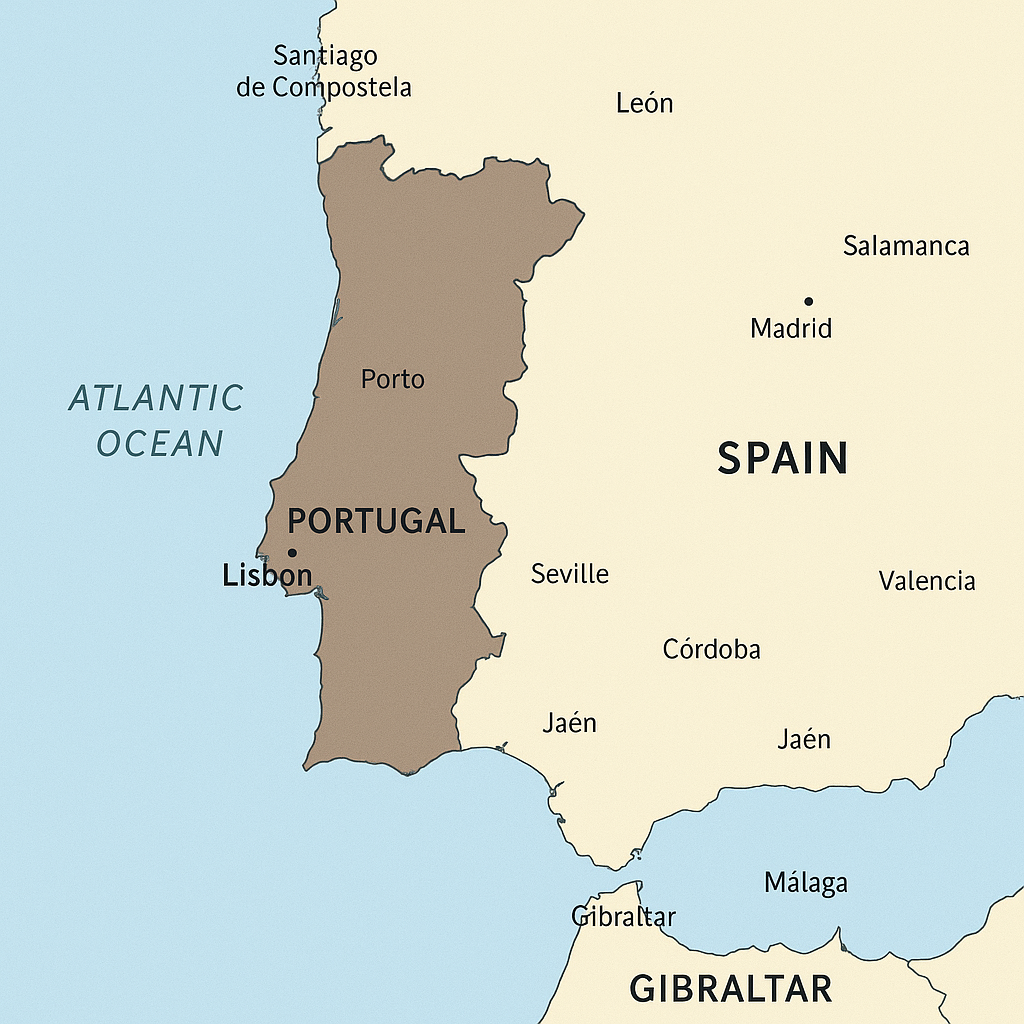 Santiago
de Compostela
León
Salamanca
Madrid
Porto
ATLANTIC
OCEAN
SPAIN
PORTUGAL
Lisbon
Seville
Valencia
Córdoba
Jaén
Jaén
Málaga
Gibraltar
GIBRALTAR